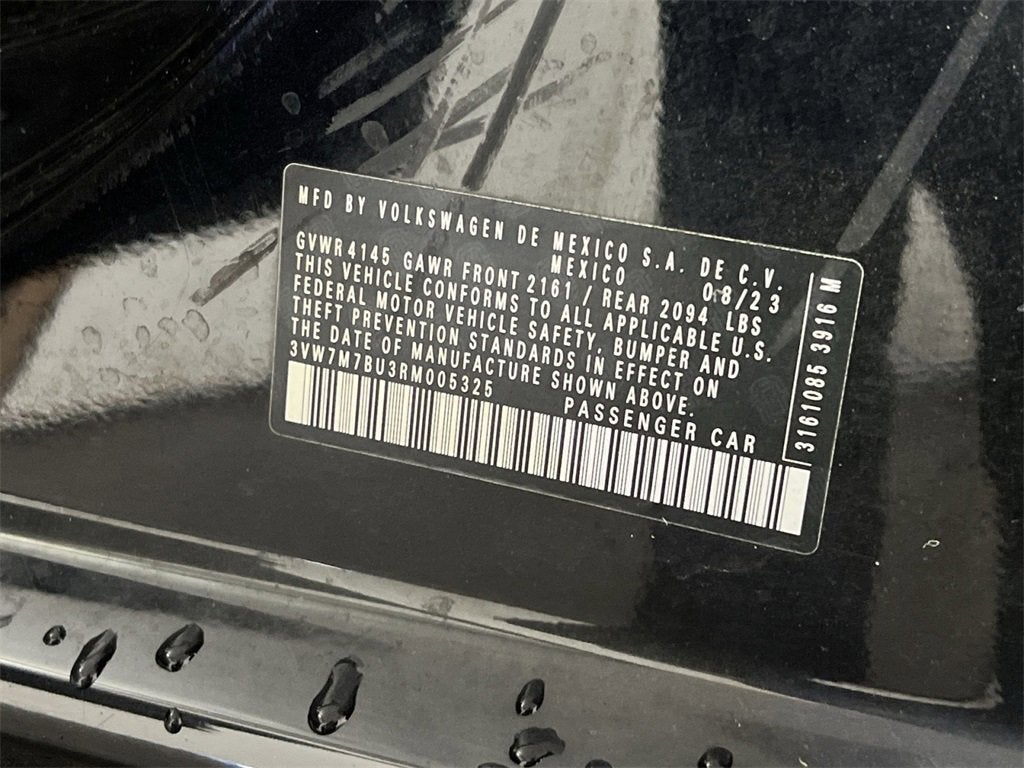 MFD BY VOLKSWAGEN DE MEXICO S.A. DE C.V.
MEXICO 08/23
GVWR 4145 GAWR FRONT 2161 / REAR 2094 LBS
THIS VEHICLE CONFORMS TO ALL APPLICABLE U.S.
FEDERAL MOTOR VEHICLE SAFETY, BUMPER AND
THEFT PREVENTION STANDARDS IN EFFECT ON
THE DATE OF MANUFACTURE SHOWN ABOVE.
3VW7M7BU3RM005325 PASSENGER CAR
3161085 3916 M